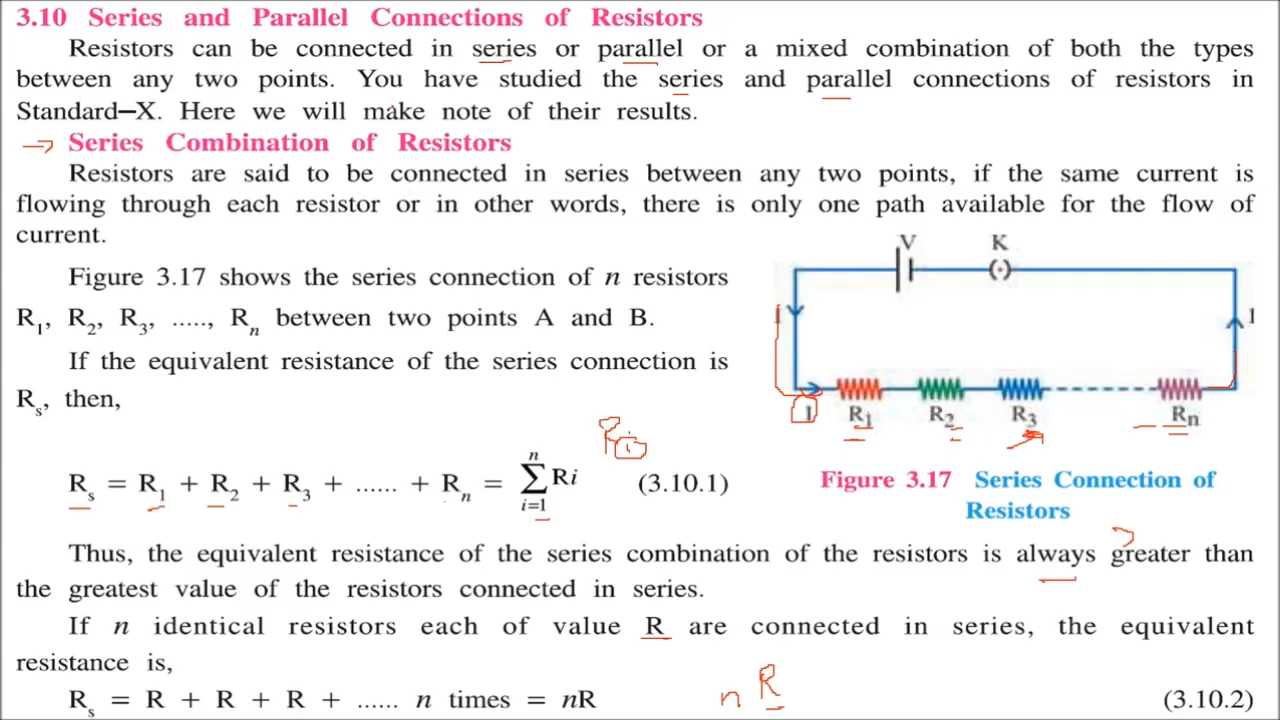 3.10 Series and Parallel Connections of Resistors
Resistors can be connected in series or parallel or a mixed combination of both the types
between any two points. You have studied the series and parallel connections of resistors in
Standard–X. Here we will make note of their results.
→ Series Combination of Resistors
Resistors are said to be connected in series between any two points, if the same current is
flowing through each resistor or in other words, there is only one path available for the flow of
current.
Figure 3.17 shows the series connection of n resistors
R₁, R₂, R₃, ....., Rₙ between two points A and B.
If the equivalent resistance of the series connection is
Rₛ, then,
Rₛ = R₁ + R₂ + R₃ + ...... + Rₙ = n∑i=1 Ri (3.10.1)
V K
I I
I R1 R2 R3 Rn
Figure 3.17 Series Connection of
Resistors
Thus, the equivalent resistance of the series combination of the resistors is always greater than
the greatest value of the resistors connected in series.
If n identical resistors each of value R are connected in series, the equivalent
resistance is,
Rₛ = R + R + R + ...... n times = nR n R (3.10.2)